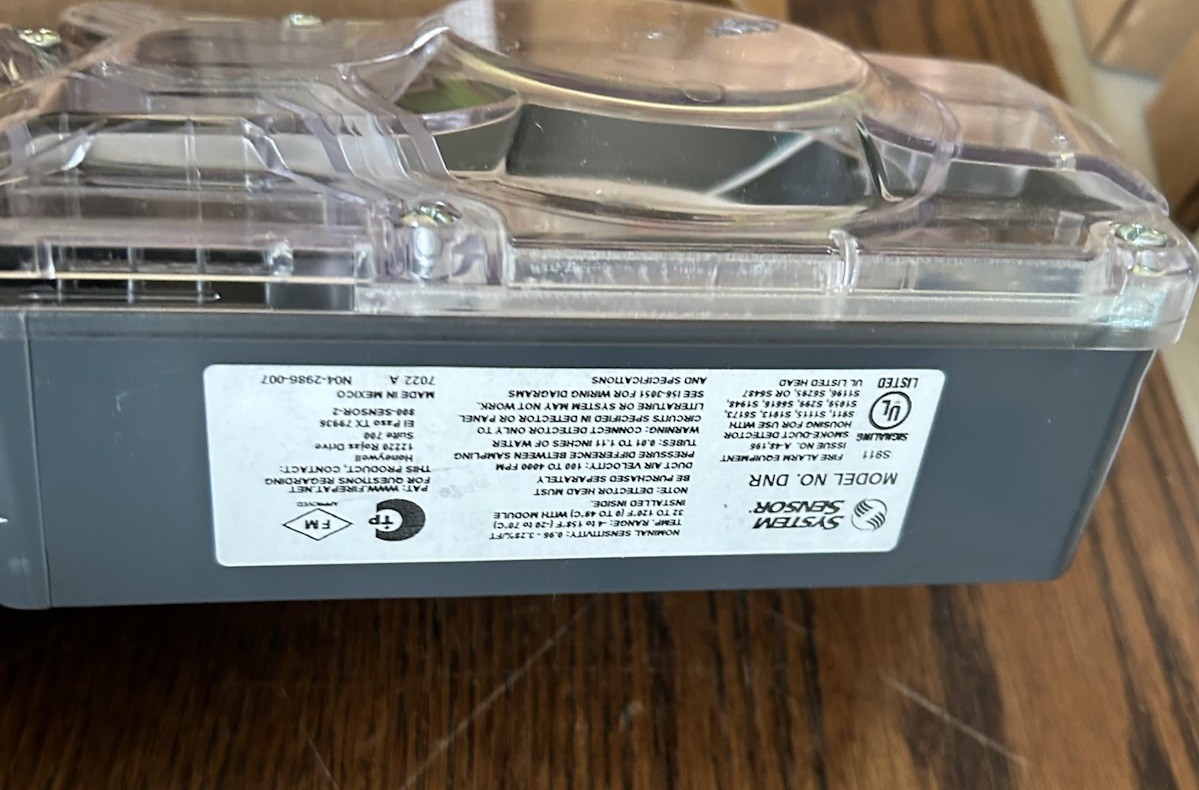 SYSTEM
SENSOR®
MODEL NO. DNR
S911 FIRE ALARM EQUIPMENT
ISSUE NO. A-48,196
SIGNALING
UL
LISTED
SMOKE-DUCT DETECTOR
HOUSING FOR USE WITH
S911, S1115, S1913, S6173,
S1059, S299, S6616, S1948,
S1196, S6295, OR S6487
UL LISTED HEAD
NOMINAL SENSITIVITY: 0.96 - 3.28%/FT
TEMP. RANGE: -4 to 158°F (-20 to 70°C)
32 TO 120°F (0 TO 49°C) WITH MODULE
INSTALLED INSIDE.
NOTE: DETECTOR HEAD MUST
BE PURCHASED SEPARATELY
DUCT AIR VELOCITY: 100 TO 4000 FPM
PRESSURE DIFFERENCE BETWEEN SAMPLING
TUBES: 0.01 TO 1.11 INCHES OF WATER
WARNING: CONNECT DETECTOR ONLY TO
CIRCUITS SPECIFIED IN DETECTOR OR PANEL
LITERATURE OR SYSTEM MAY NOT WORK.
SEE I56-3051 FOR WIRING DIAGRAMS
AND SPECIFICATIONS
FM
APPROVED
PAT: WWW.FIREPAT.NET
FOR QUESTIONS REGARDING
THIS PRODUCT, CONTACT:
Honeywell
12220 Rojas Drive
Suite 700
El Paso TX 79936
800-SENSOR-2
MADE IN MEXICO
7022 A N04-2986-007